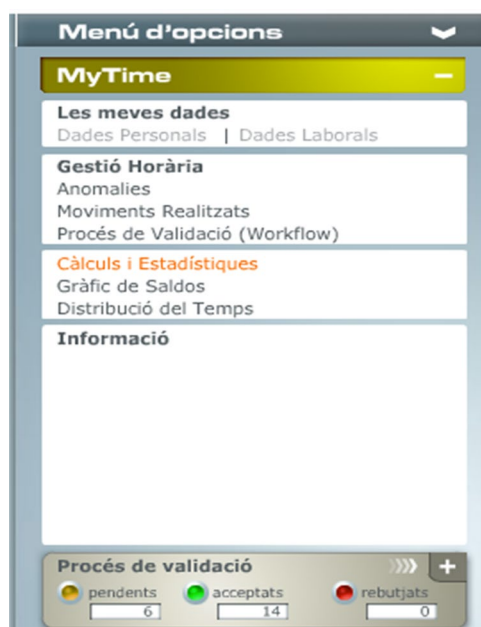 Menú d'opcions
MyTime
Les meves dades
Dades Personals | Dades Laborals
Gestió Horària
Anomalies
Moviments Realitzats
Procés de Validació (Workflow)
Càlculs i Estadístiques
Gràfic de Saldos
Distribució del Temps
Informació
Procés de validació
pendents acceptats rebutjats
6 14 0